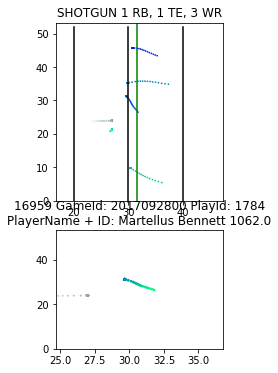 SHOTGUN 1 RB, 1 TE, 3 WR
50
40
30
20
10
0
20 30 40
16959 GameId: 2017092800 PlayId: 1784
PlayerName + ID: Martellus Bennett 1062.0
40
20
0
25.0 27.5 30.0 32.5 35.0